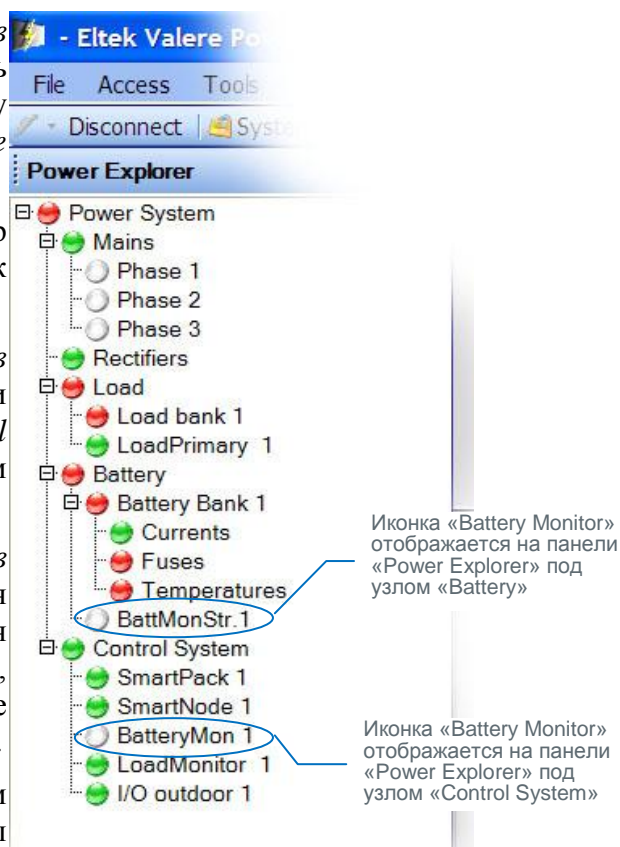 - Eltek Valere Po
File Access Tools
Disconnect Syste
Power Explorer
Power System
Mains
Phase 1
Phase 2
Phase 3
Rectifiers
Load
Load bank 1
LoadPrimary 1
Battery
Battery Bank 1
Currents
Fuses
Temperatures
BattMonStr.1
Control System
SmartPack 1
SmartNode 1
BatteryMon 1
LoadMonitor 1
I/O outdoor 1
Иконка «Battery Monitor»
отображается на панели
«Power Explorer» под
узлом «Battery»
Иконка «Battery Monitor»
отображается на панели
«Power Explorer» под
узлом «Control System»